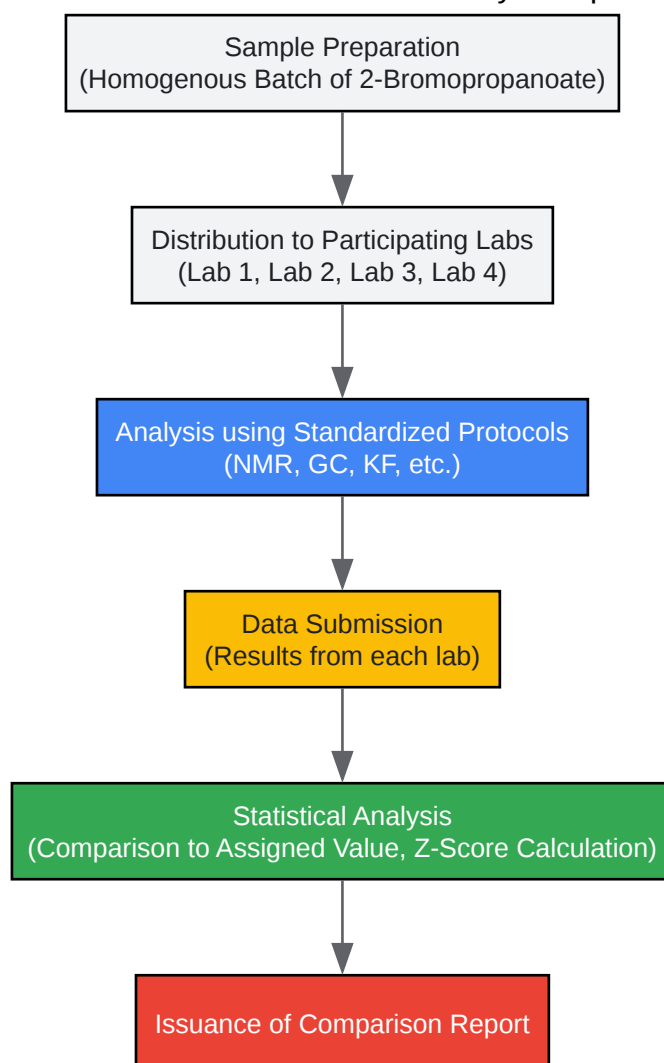 Sample Preparation
(Homogenous Batch of 2-Bromopropanoate)
Distribution to Participating Labs
(Lab 1, Lab 2, Lab 3, Lab 4)
Analysis using Standardized Protocols
(NMR, GC, KF, etc.)
Data Submission
(Results from each lab)
Statistical Analysis
(Comparison to Assigned Value, Z-Score Calculation)
Issuance of Comparison Report